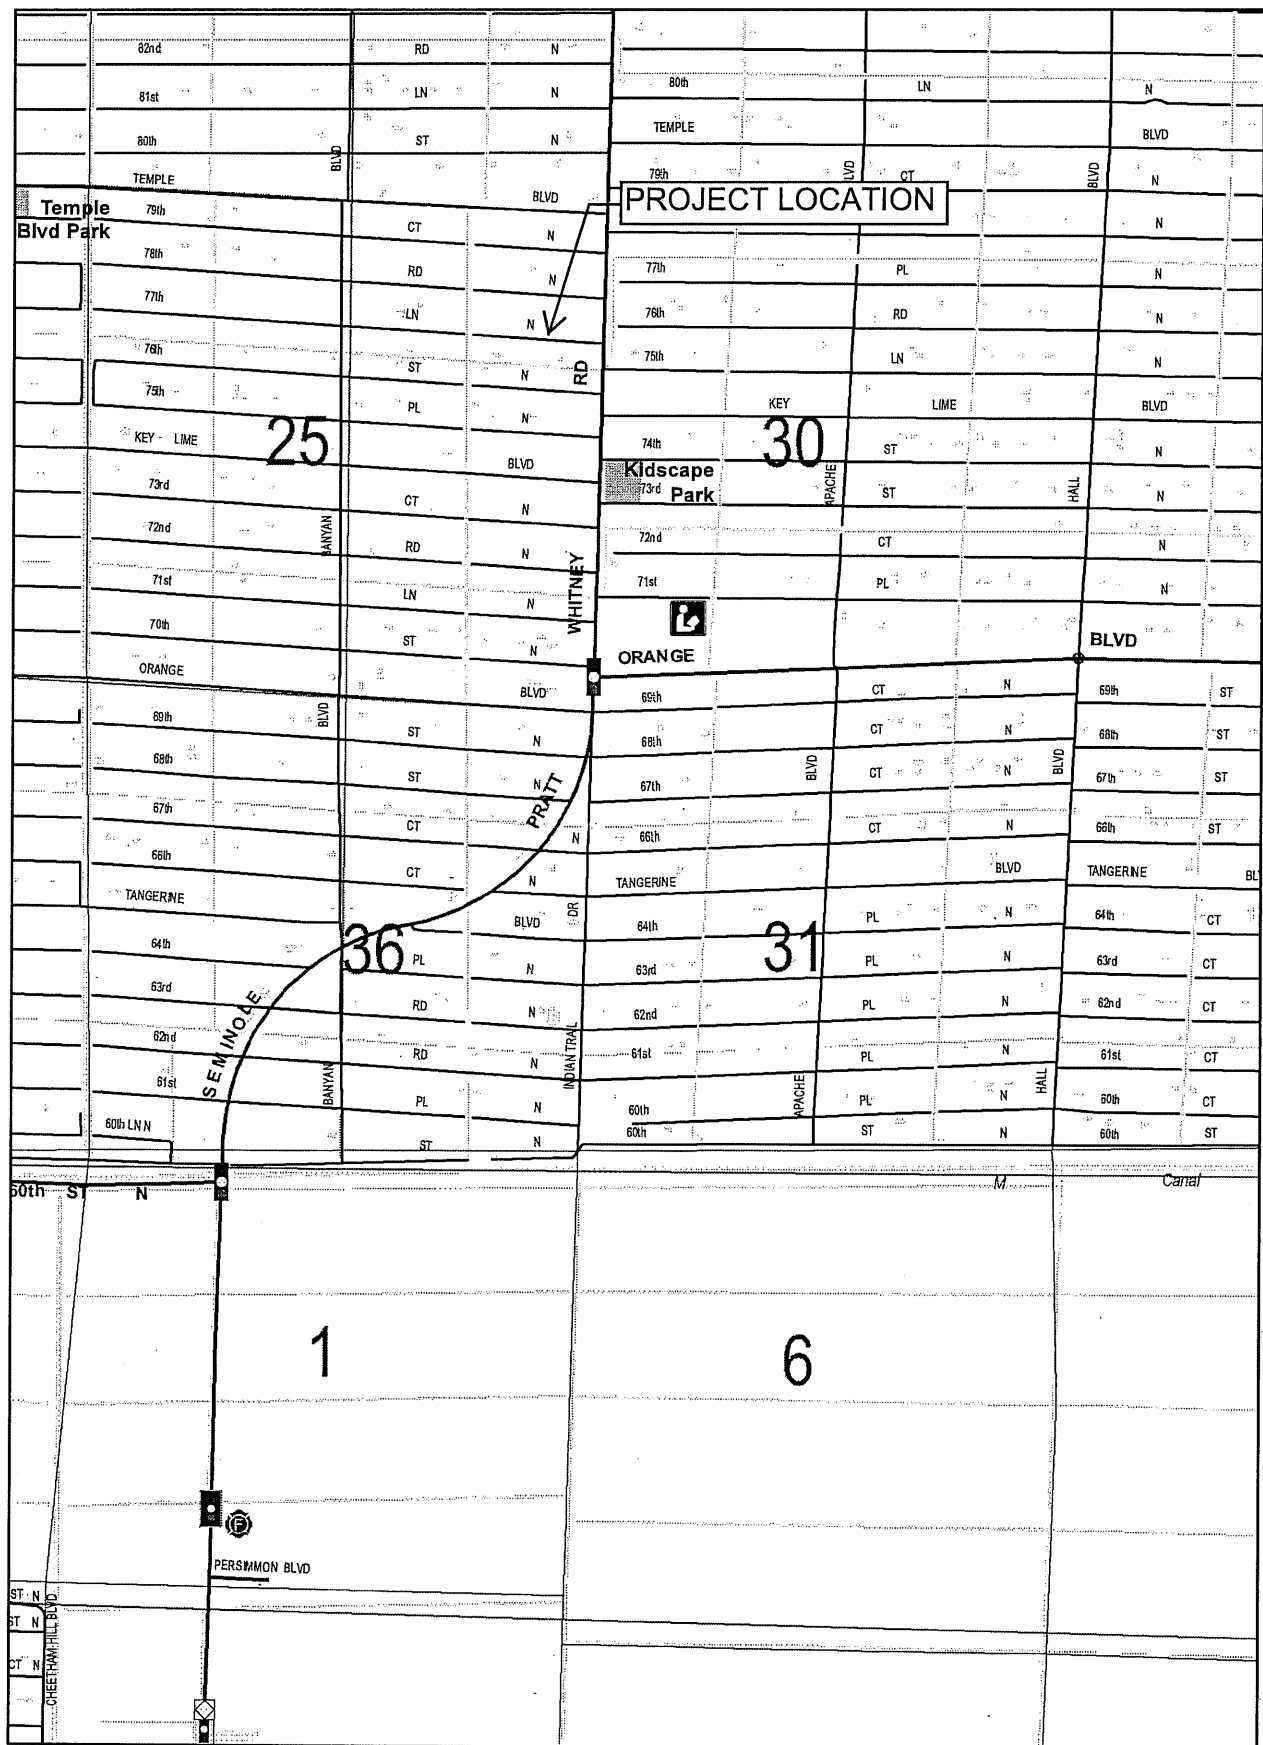 82nd RD N
80th LN N
81st LN N
TEMPLE BLVD
80th ST N
BLVD BLVD BLVD
79th CT N
TEMPLE BLVD
PROJECT LOCATION
Temple
Blvd Park
79th CT N
N
78th RD N
77th PL N
77th LN N
76th RD N
76th ST N
RD
75th LN N
75th PL N
KEY LIME BLVD
25
30
KEY LIME BLVD
74th ST N
Kidscape
Park
73rd ST N
APACHE
HALL
73rd CT N
72nd RD N
BANYAN
WHITNEY
72nd CT N
71st LN N
71st PL N
70th ST N
ORANGE BLVD
ORANGE BLVD
69th CT N
69th ST
BLVD
69th ST N
68th CT N
68th ST
68th ST N
BLVD
BLVD
67th CT N
67th ST
PRATT
67th CT N
66th CT N
66th ST
66th CT N
TANGERINE BLVD
TANGERINE BL
TANGERINE BLVD
DR
64th PL N
64th CT
36
31
64th PL N
63rd PL N
63rd CT
63rd RD N
SEMINOLE
62nd PL N
62nd CT
62nd RD N
INDIAN TRAIL
61st PL N
61st CT
61st PL N
BANYAN
APACHE
HALL
60th PL N
60th CT
60th LN N
ST N
60th ST N
60th ST
60th ST N
M Canal
1
6
F
PERSIMMON BLVD
ST N
ST N
CT N
CHEETHAM HILL BLVD